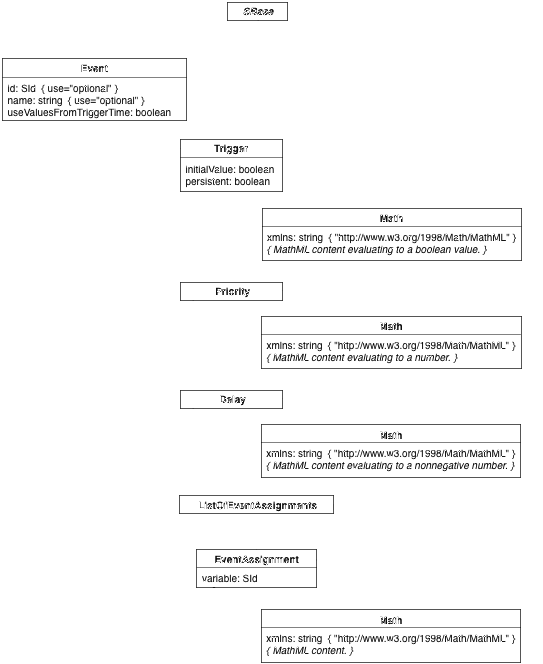 SBase
Event
id: SId { use="optional" }
name: string { use="optional" }
useValuesFromTriggerTime: boolean
Trigger
initialValue: boolean
persistent: boolean
Math
xmlns: string { "http://www.w3.org/1998/Math/MathML" }
{ MathML content evaluating to a boolean value. }
Priority
Math
xmlns: string { "http://www.w3.org/1998/Math/MathML" }
{ MathML content evaluating to a number. }
Delay
Math
xmlns: string { "http://www.w3.org/1998/Math/MathML" }
{ MathML content evaluating to a nonnegative number. }
ListOfEventAssignments
EventAssignment
variable: SId
Math
xmlns: string { "http://www.w3.org/1998/Math/MathML" }
{ MathML content. }